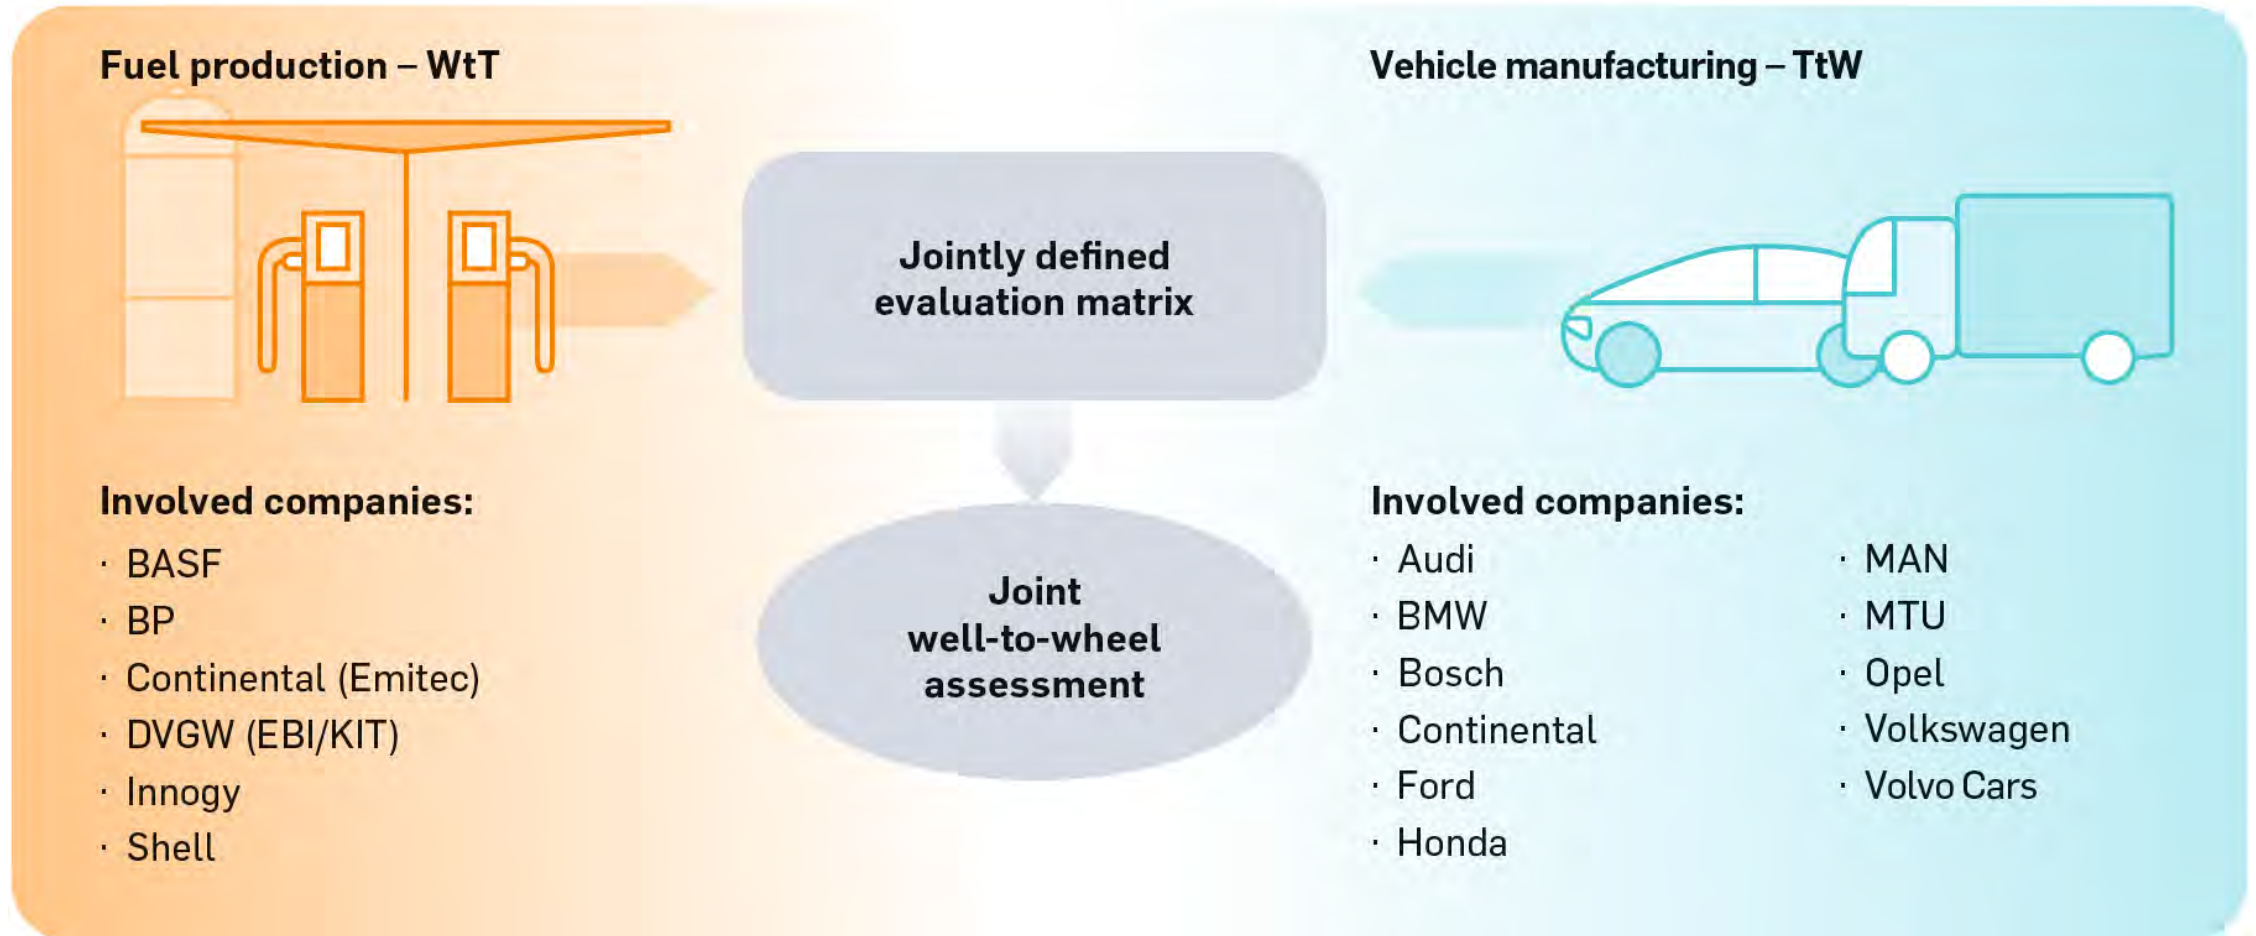 Fuel production – WtT
Vehicle manufacturing – TtW
Jointly defined
evaluation matrix
Joint
well-to-wheel
assessment
Involved companies:
· BASF
· BP
· Continental (Emitec)
· DVGW (EBI/KIT)
· Innogy
· Shell
Involved companies:
· Audi
· BMW
· Bosch
· Continental
· Ford
· Honda
· MAN
· MTU
· Opel
· Volkswagen
· Volvo Cars